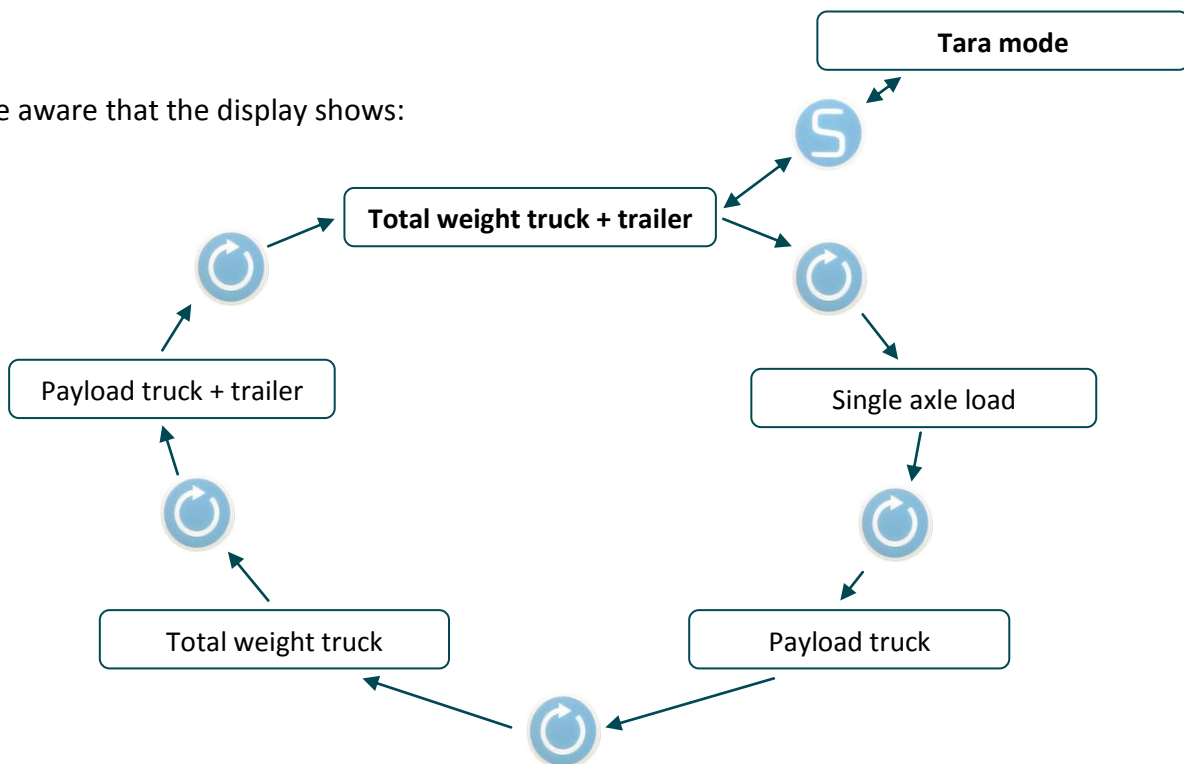 Tara mode
e aware that the display shows:
S
Total weight truck + trailer
Payload truck + trailer
Single axle load
Total weight truck
Payload truck